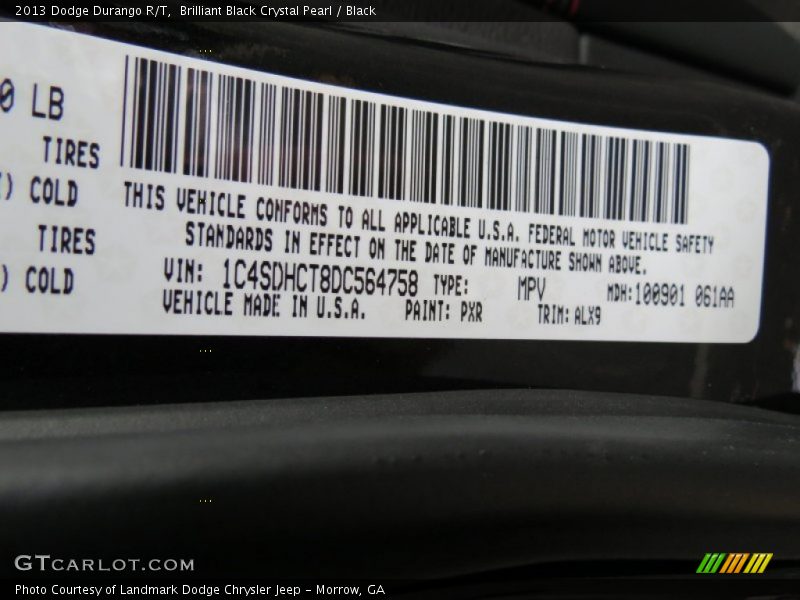 2013 Dodge Durango R/T,  Brilliant Black Crystal Pearl / Black
0 LB
TIRES
) COLD
TIRES
) COLD
THIS VEHICLE CONFORMS TO ALL APPLICABLE U.S.A. FEDERAL MOTOR VEHICLE SAFETY
STANDARDS IN EFFECT ON THE DATE OF MANUFACTURE SHOWN ABOVE.
VIN: 1C4SDHCT8DC564758 TYPE: MPV MDH:100901 061AA
VEHICLE MADE IN U.S.A. PAINT: PXR TRIM: ALX9
GTCARLOT.COM
Photo Courtesy of Landmark Dodge Chrysler Jeep - Morrow, GA